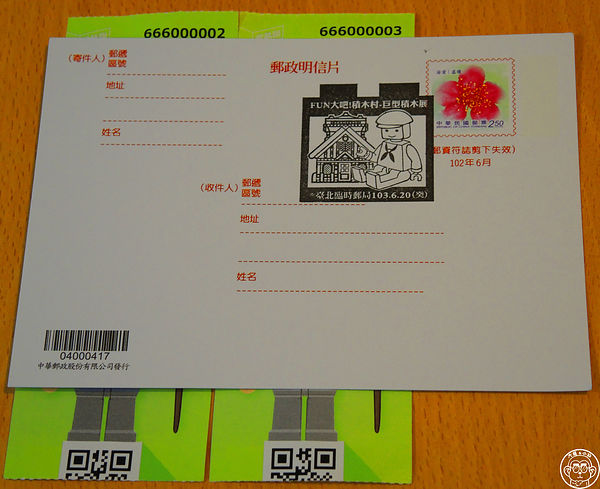 666000002
666000003
郵政明信片
(寄件人)
郵遞
區號
地址
姓名
FUN大吧!積木村-巨型積木展
臺北臨時郵局103.6.20(癸)
中華民國郵票
250
郵資符誌剪下失效)
102年6月
(收件人)
郵遞
區號
地址
姓名
04000417
中華郵政股份有限公司發行